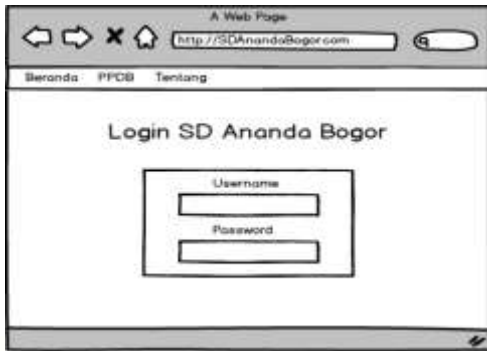 A Web Page
http://SDAnandaBogor.com
Beranda PPDB Tentang
Login SD Ananda Bogor
Username
Password